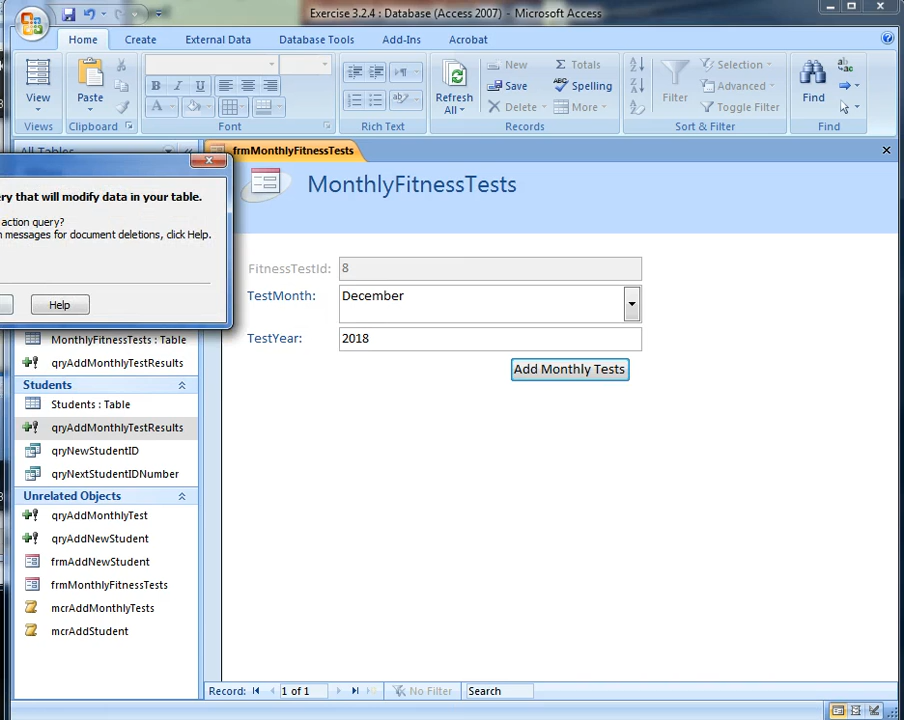 Exercise 3.2.4 : Database (Access 2007) - Microsoft Access
Home Create External Data Database Tools Add-Ins Acrobat
View
Views
Paste
Clipboard
B I U
A
Font
Rich Text
Refresh
All
New
Save
Delete
Totals
Spelling
More
Records
Filter
Selection
Advanced
Toggle Filter
Sort & Filter
Find
Find
All Tables
frmMonthlyFitnessTests
ry that will modify data in your table.
action query?
messages for document deletions, click Help.
Help
MonthlyFitnessTests : Table
qryAddMonthlyTestResults
Students
Students : Table
qryAddMonthlyTestResults
qryNewStudentID
qryNextStudentIDNumber
Unrelated Objects
qryAddMonthlyTest
qryAddNewStudent
frmAddNewStudent
frmMonthlyFitnessTests
mcrAddMonthlyTests
mcrAddStudent
MonthlyFitnessTests
FitnessTestId: 8
TestMonth: December
TestYear: 2018
Add Monthly Tests
Record: 1 of 1 No Filter Search